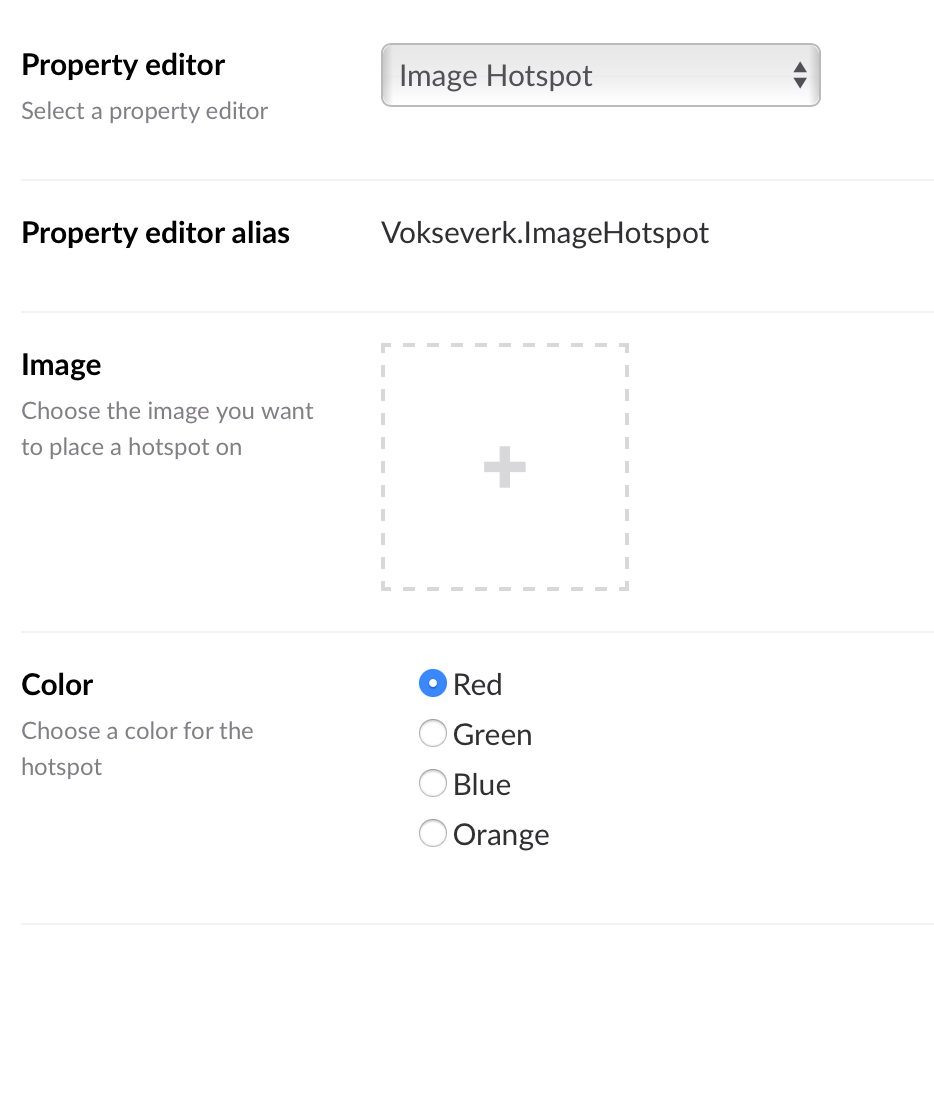 Property editor
Image Hotspot
Select a property editor
Property editor alias
Vokseverk.ImageHotspot
Image
Choose the image you want
to place a hotspot on
Color
Choose a color for the
hotspot
Red
Green
Blue
Orange